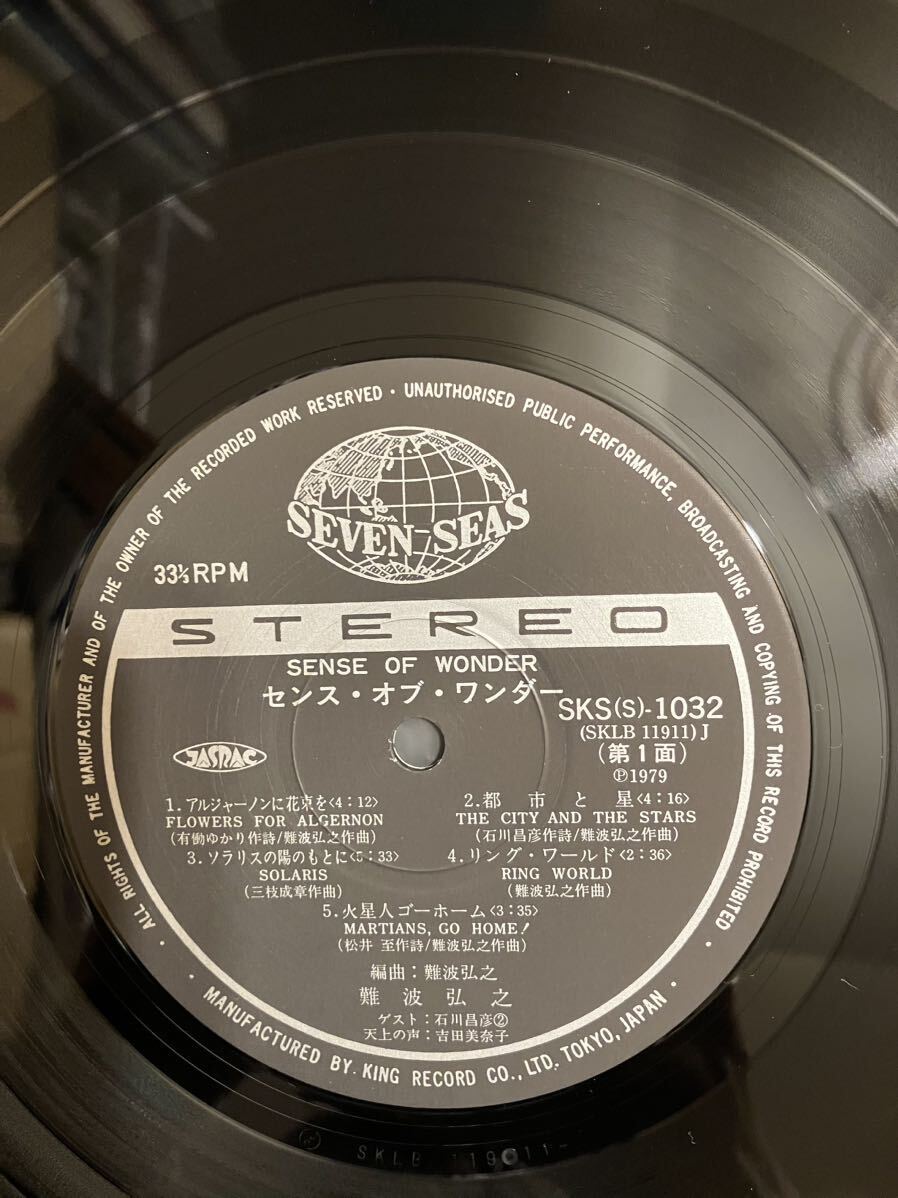 ALL RIGHTS OF THE MANUFACTURER AND OF THE OWNER OF THE RECORDED WORK RESERVED・UNAUTHORISED PUBLIC PERFORMANCE, BROADCASTING AND COPYING OF THIS RECORD PROHIBITED・
SEVEN SEAS
33⅓RPM
STEREO
SENSE OF WONDER
センス・オブ・ワンダー
SKS(S)-1032
(SKLB 11911)J
(第1面)
℗1979
JASRAC
1.アルジャーノンに花束を<4:12>
FLOWERS FOR ALGERNON
(有働ゆかり作詩/難波弘之作曲)
2.都市と星<4:16>
THE CITY AND THE STARS
(石川昌彦作詩/難波弘之作曲)
3.ソラリスの陽のもとに<5:33>
SOLARIS
(三枝成章作曲)
4.リング・ワールド<2:36>
RING WORLD
(難波弘之作曲)
5.火星人ゴーホーム<3:35>
MARTIANS, GO HOME!
(松井 至作詩/難波弘之作曲)
編曲:難波弘之
難波弘之
ゲスト:石川昌彦②
天上の声:吉田美奈子
・MANUFACTURED BY KING RECORD CO., LTD. TOKYO, JAPAN・
SKLB 11911-